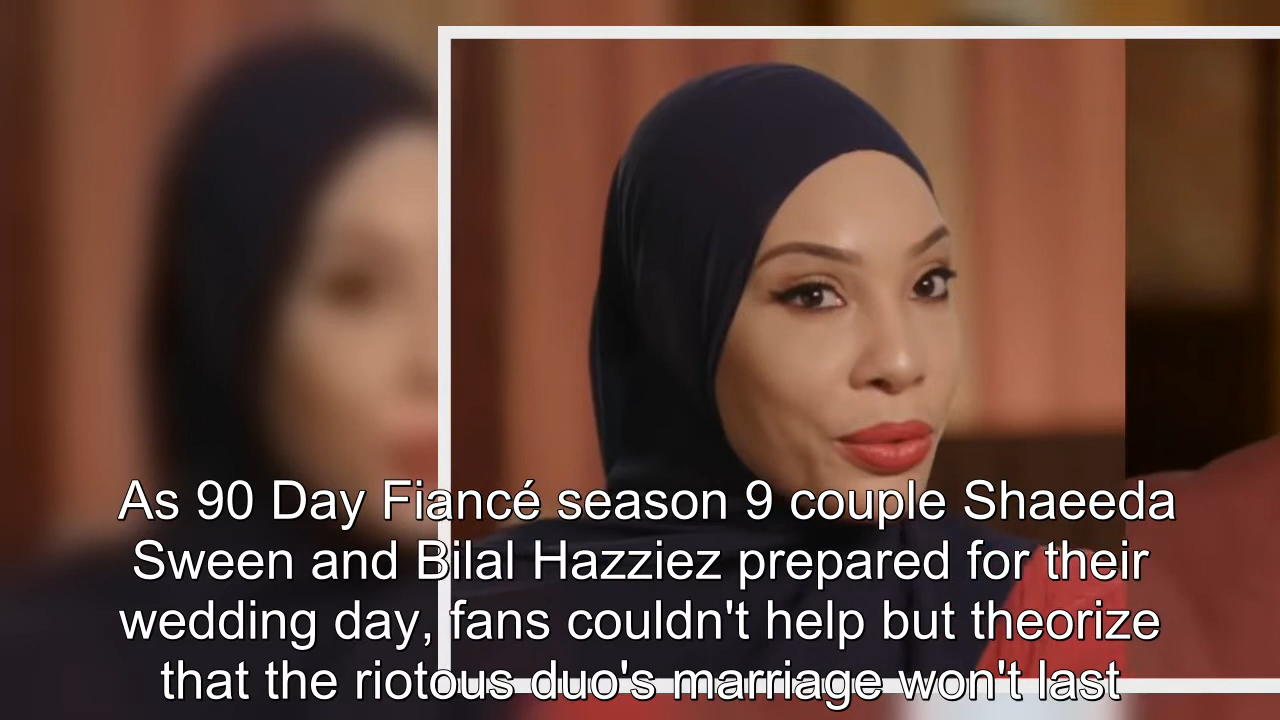 As 90 Day Fiancé season 9 couple Shaeeda
Sween and Bilal Hazziez prepared for their
wedding day, fans couldn't help but theorize
that the riotous duo's marriage won't last